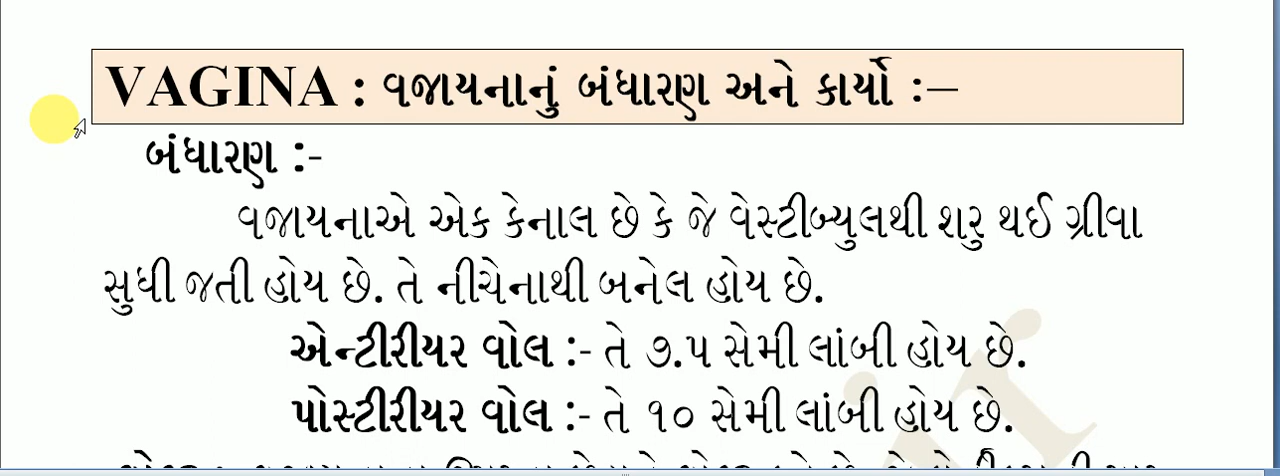 VAGINA : વજાયનાનું બંધારણ અને કાર્યો :–
બંધારણ :-
વજાયનાએ એક કેનાલ છે કે જે વેસ્ટીબ્યુલથી શરુ થઈ ગ્રીવા
સુધી જતી હોય છે. તે નીચેનાથી બનેલ હોય છે.
એન્ટીરીયર વોલ :- તે ૭.૫ સેમી લાંબી હોય છે.
પોસ્ટીરીયર વોલ :- તે ૧૦ સેમી લાંબી હોય છે.